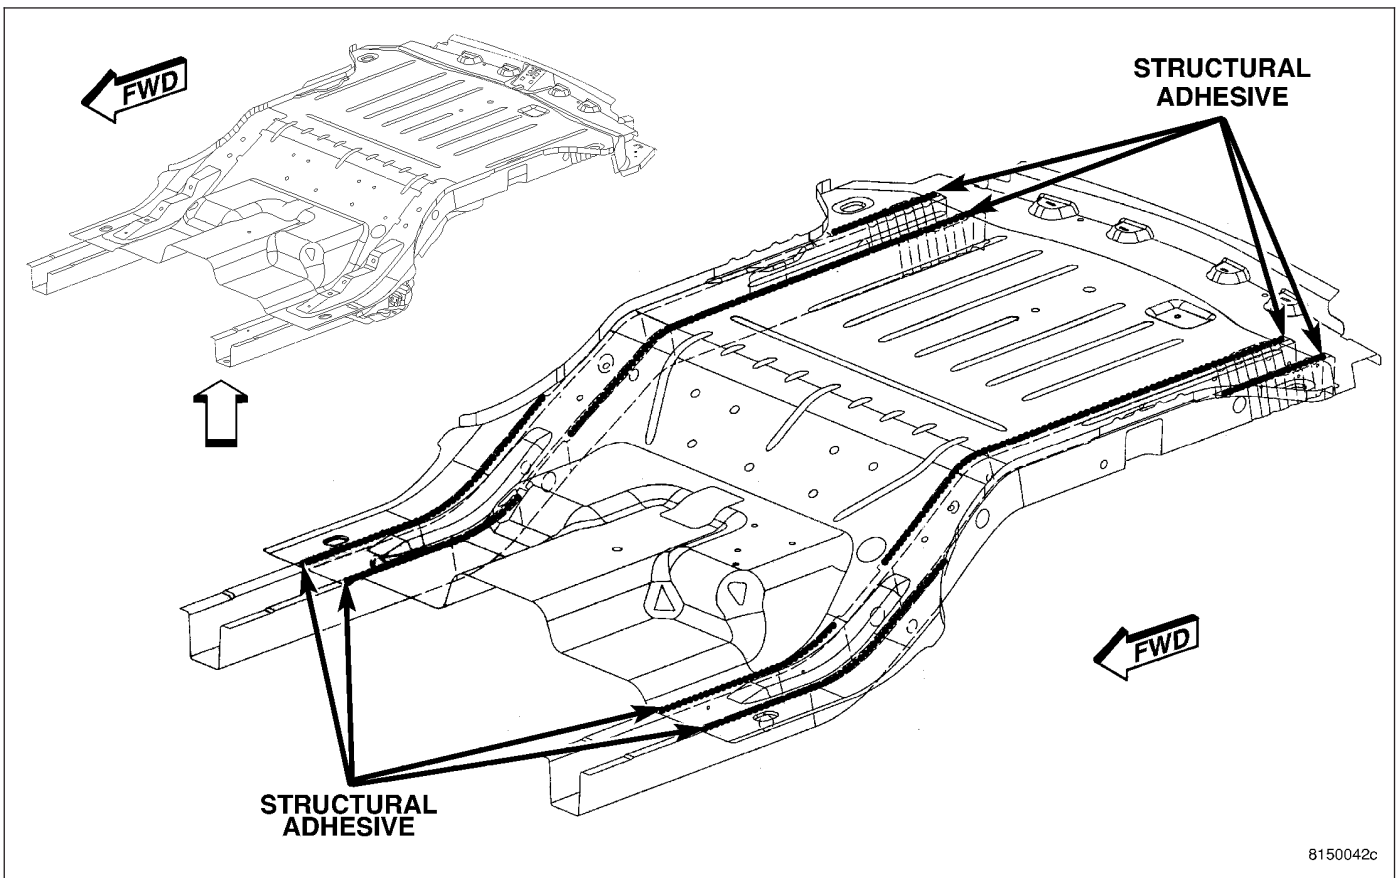 FWD
STRUCTURAL
ADHESIVE
FWD
STRUCTURAL
ADHESIVE
8150042c